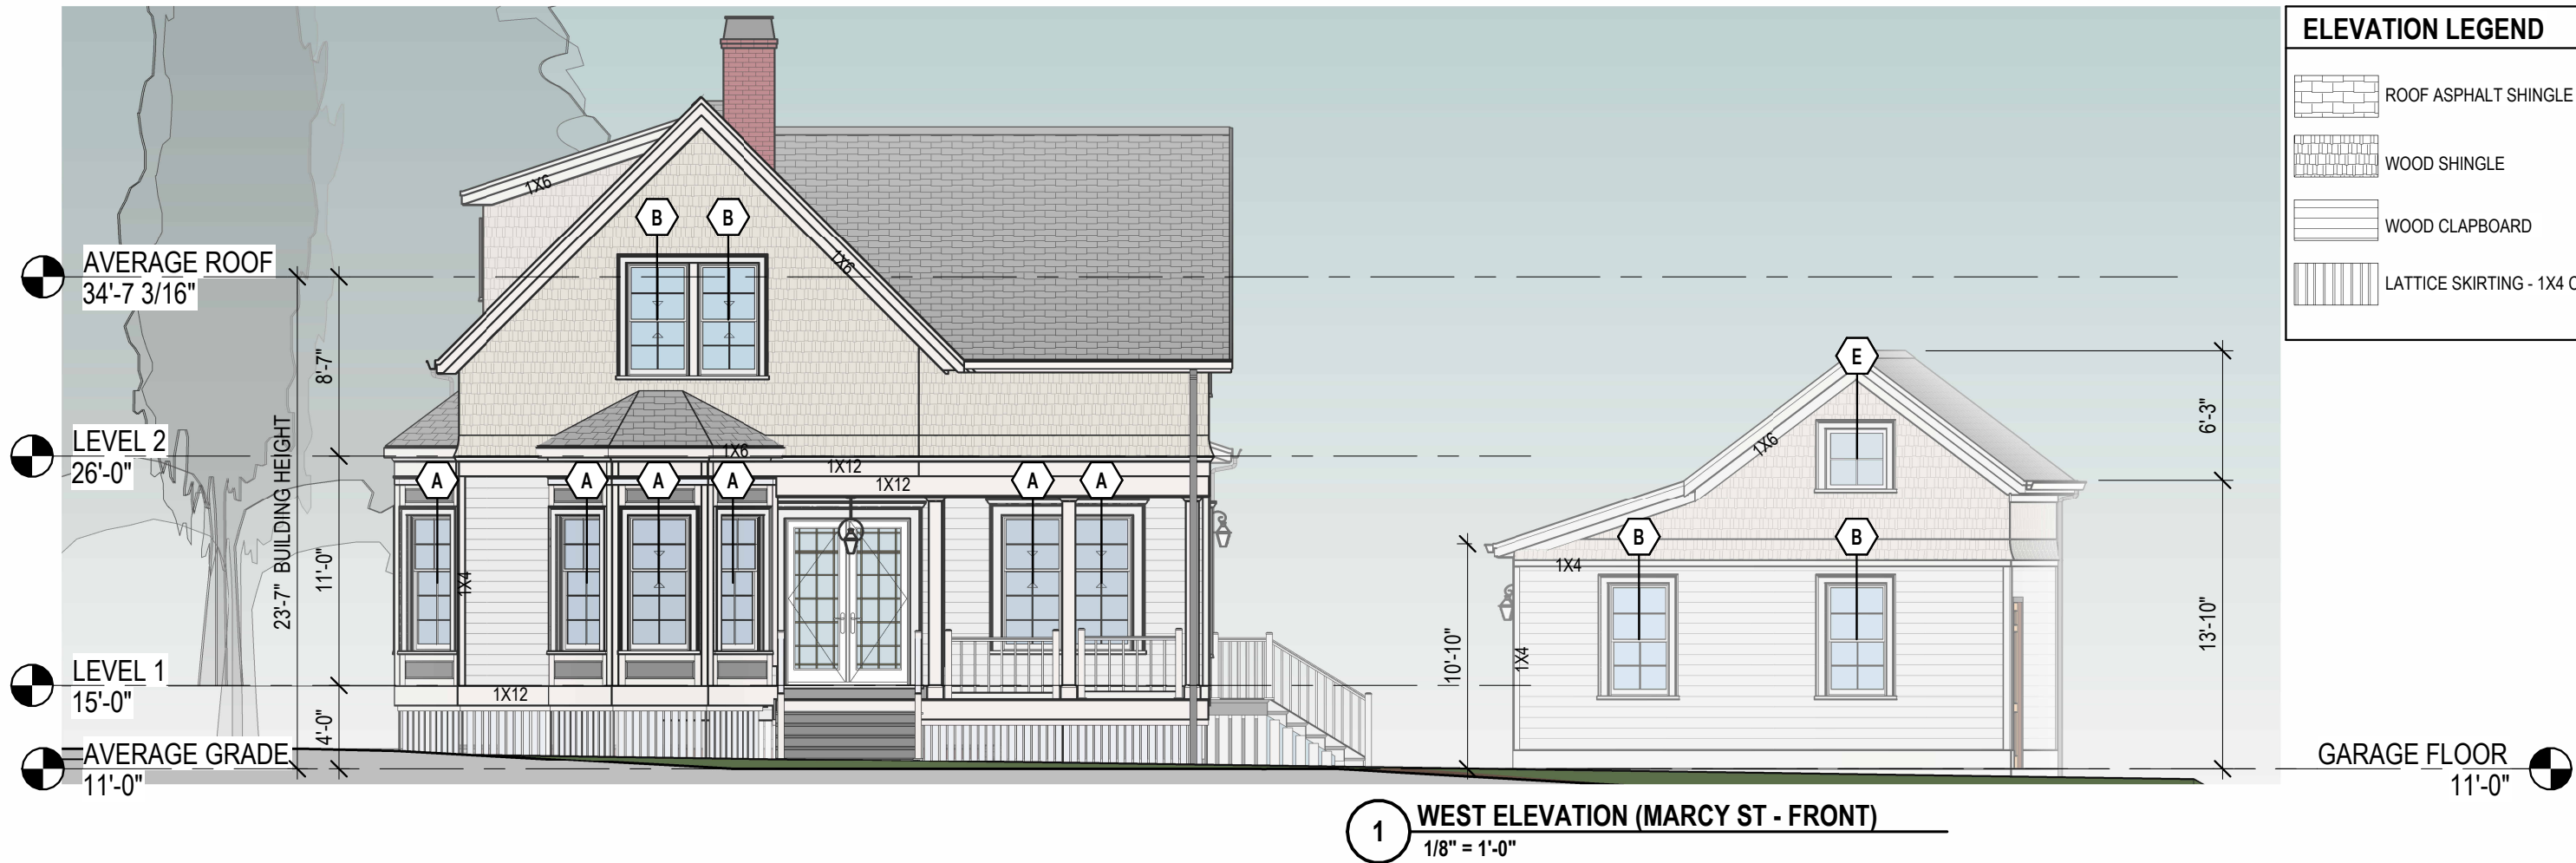 ELEVATION LEGEND
ROOF ASPHALT SHINGLE
WOOD SHINGLE
WOOD CLAPBOARD
LATTICE SKIRTING - 1X4
AVERAGE ROOF
34'-7 3/16"
LEVEL 2
26'-0"
LEVEL 1
15'-0"
AVERAGE GRADE
11'-0"
23'-7" BUILDING HEIGHT
8'-7"
11'-0"
4'-0"
1X6
B B
1X6
1X6
1X12
1X12
A A A A A A
1X4
1X12
E
1X6
B B
1X4
1X4
10'-10"
6'-3"
13'-10"
GARAGE FLOOR
11'-0"
1 WEST ELEVATION (MARCY ST - FRONT)
1/8" = 1'-0"